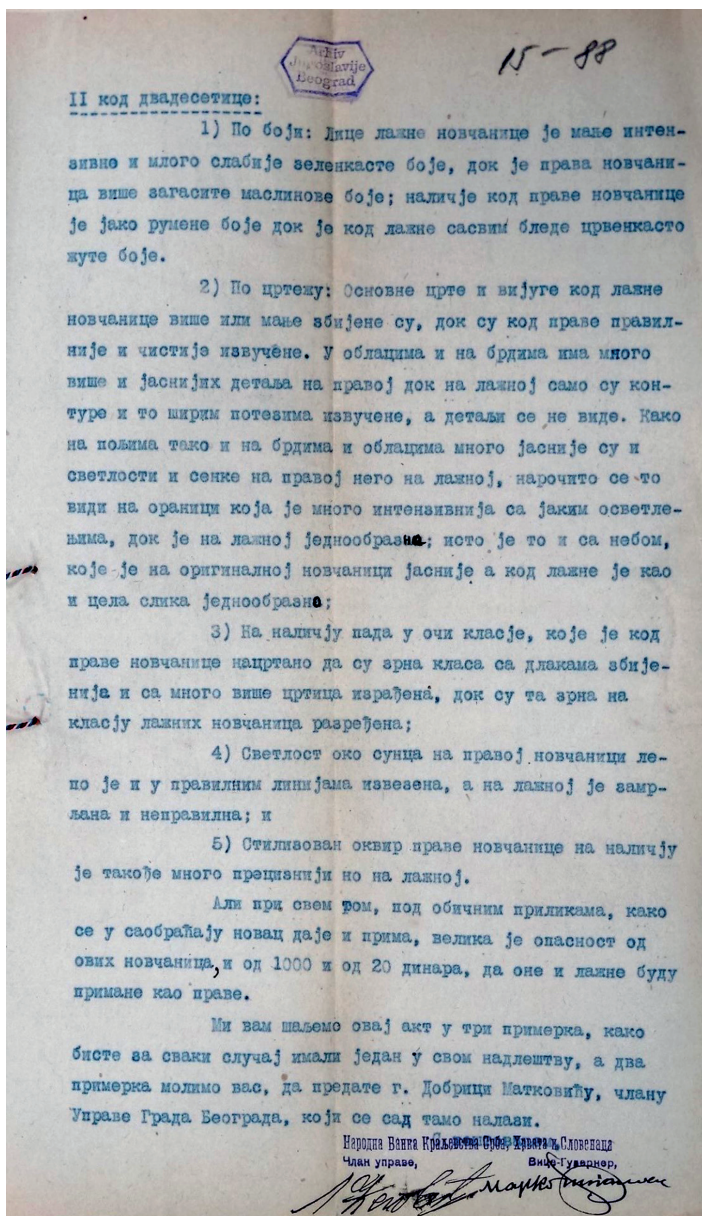 Arhiv
Jugoslavije
Beograd
15-88
II код двадесетице:
1) По боји: Лице лажне новчанице је мање интен-
зивно и млого слабије зеленкасте боје, док је права новчани-
ца више загасите маслинове боје; наличје код праве новчанице
је јако румене боје док је код лажне сасвим бледе црвенкасто
жуте боје.
2) По цртежу: Основне црте и вијуге код лажне
новчанице више или мање збијене су, док су код праве правил-
није и чистије извучене. У облацима и на брдима има много
више и јаснијих детаља на правој док на лажној само су кон-
туре и то ширим потезима извучене, а детаљи се не виде. Како
на пољима тако и на брдима и облацима много јасније су и
светлости и сенке на правој него на лажној, нарочито се то
види на ораници која је много интензивнија са јаким осветле-
њима, док је на лажној једнообразна; исто је то и са небом,
које је на оригиналној новчаници јасније а код лажне је као
и цела слика једнообразно;
3) На наличју пада у очи класје, које је код
праве новчанице нацртано да су зрна класа са длакама збије-
нија и са много више цртица израђена, док су та зрна на
класју лажних новчаница разређена;
4) Светлост око сунца на правој новчаници ле-
по је и у правилним линијама извезена, а на лажној је замр-
љана и неправилна; и
5) Стилизован оквир праве новчанице на наличју
је такође много прецизнији но на лажној.
Али при свем том, под обичним приликама, како
се у саобраћају новац даје и прима, велика је опасност од
ових новчаница, и од 1000 и од 20 динара, да оне и лажне буду
примане као праве.
Ми вам шаљемо овај акт у три примерка, како
бисте за сваки случај имали један у свом надлештву, а два
примерка молимо вас, да предате г. Добрици Матковићу, члану
Управе Града Београда, који се сад тамо налази.
Народна Банка Краљевства Срба, Хрвата и Словенаца
Члан управе, Вице-Гувернер,
Марко